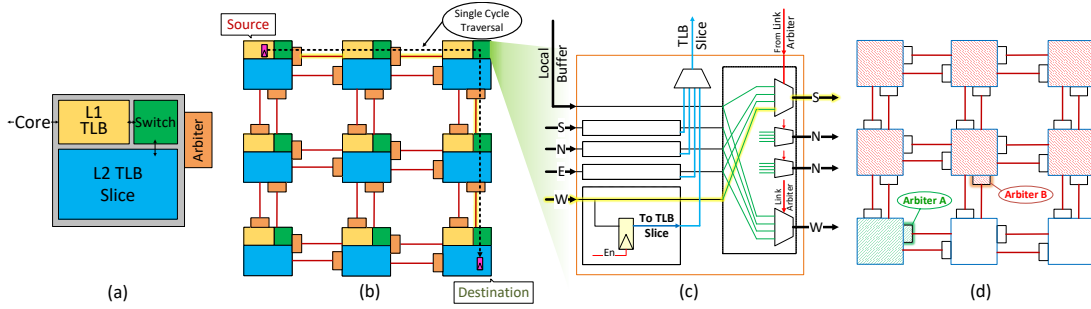 Core
L1
TLB
Switch
L2 TLB
Slice
Arbiter
(a)
Source
Single Cycle
Traversal
Destination
(b)
Local
Buffer
TLB
Slice
From Link
Arbiter
S
N
E
W
To TLB
Slice
En
Link
Arbiter
S
N
N
W
(c)
Arbiter B
Arbiter A
(d)